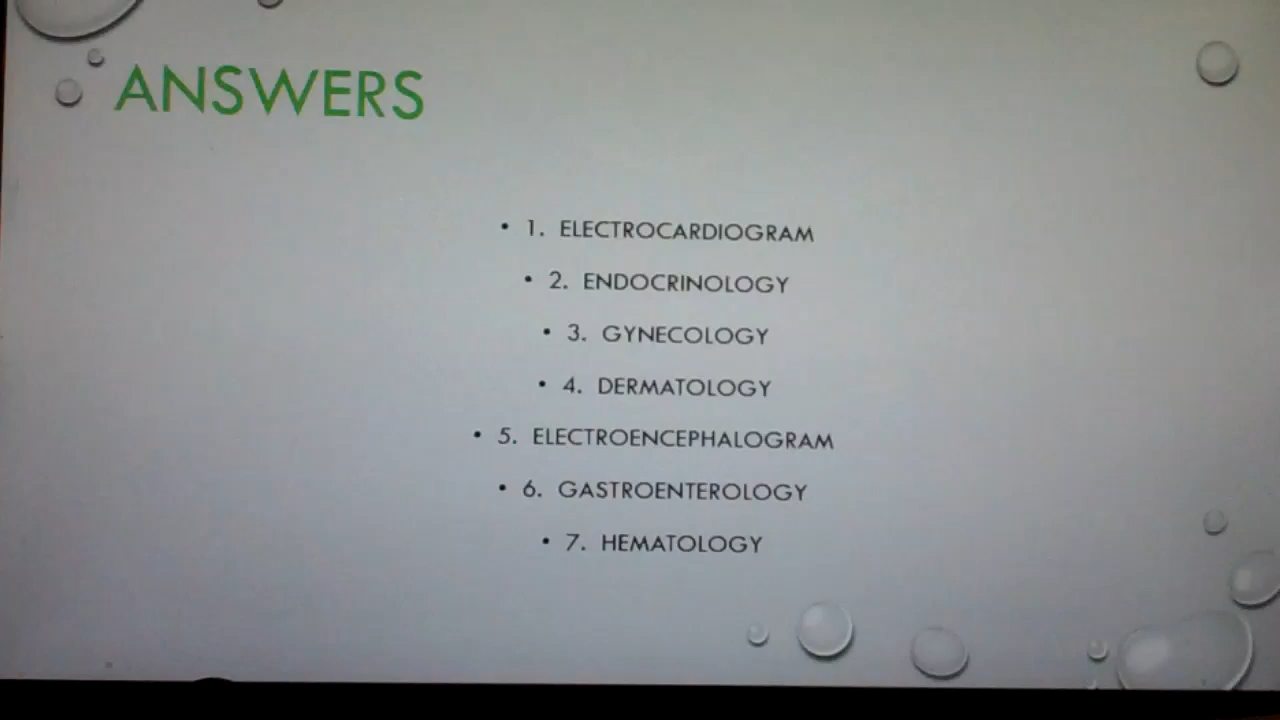 ANSWERS
• 1. ELECTROCARDIOGRAM
• 2. ENDOCRINOLOGY
• 3. GYNECOLOGY
• 4. DERMATOLOGY
• 5. ELECTROENCEPHALOGRAM
• 6. GASTROENTEROLOGY
• 7. HEMATOLOGY